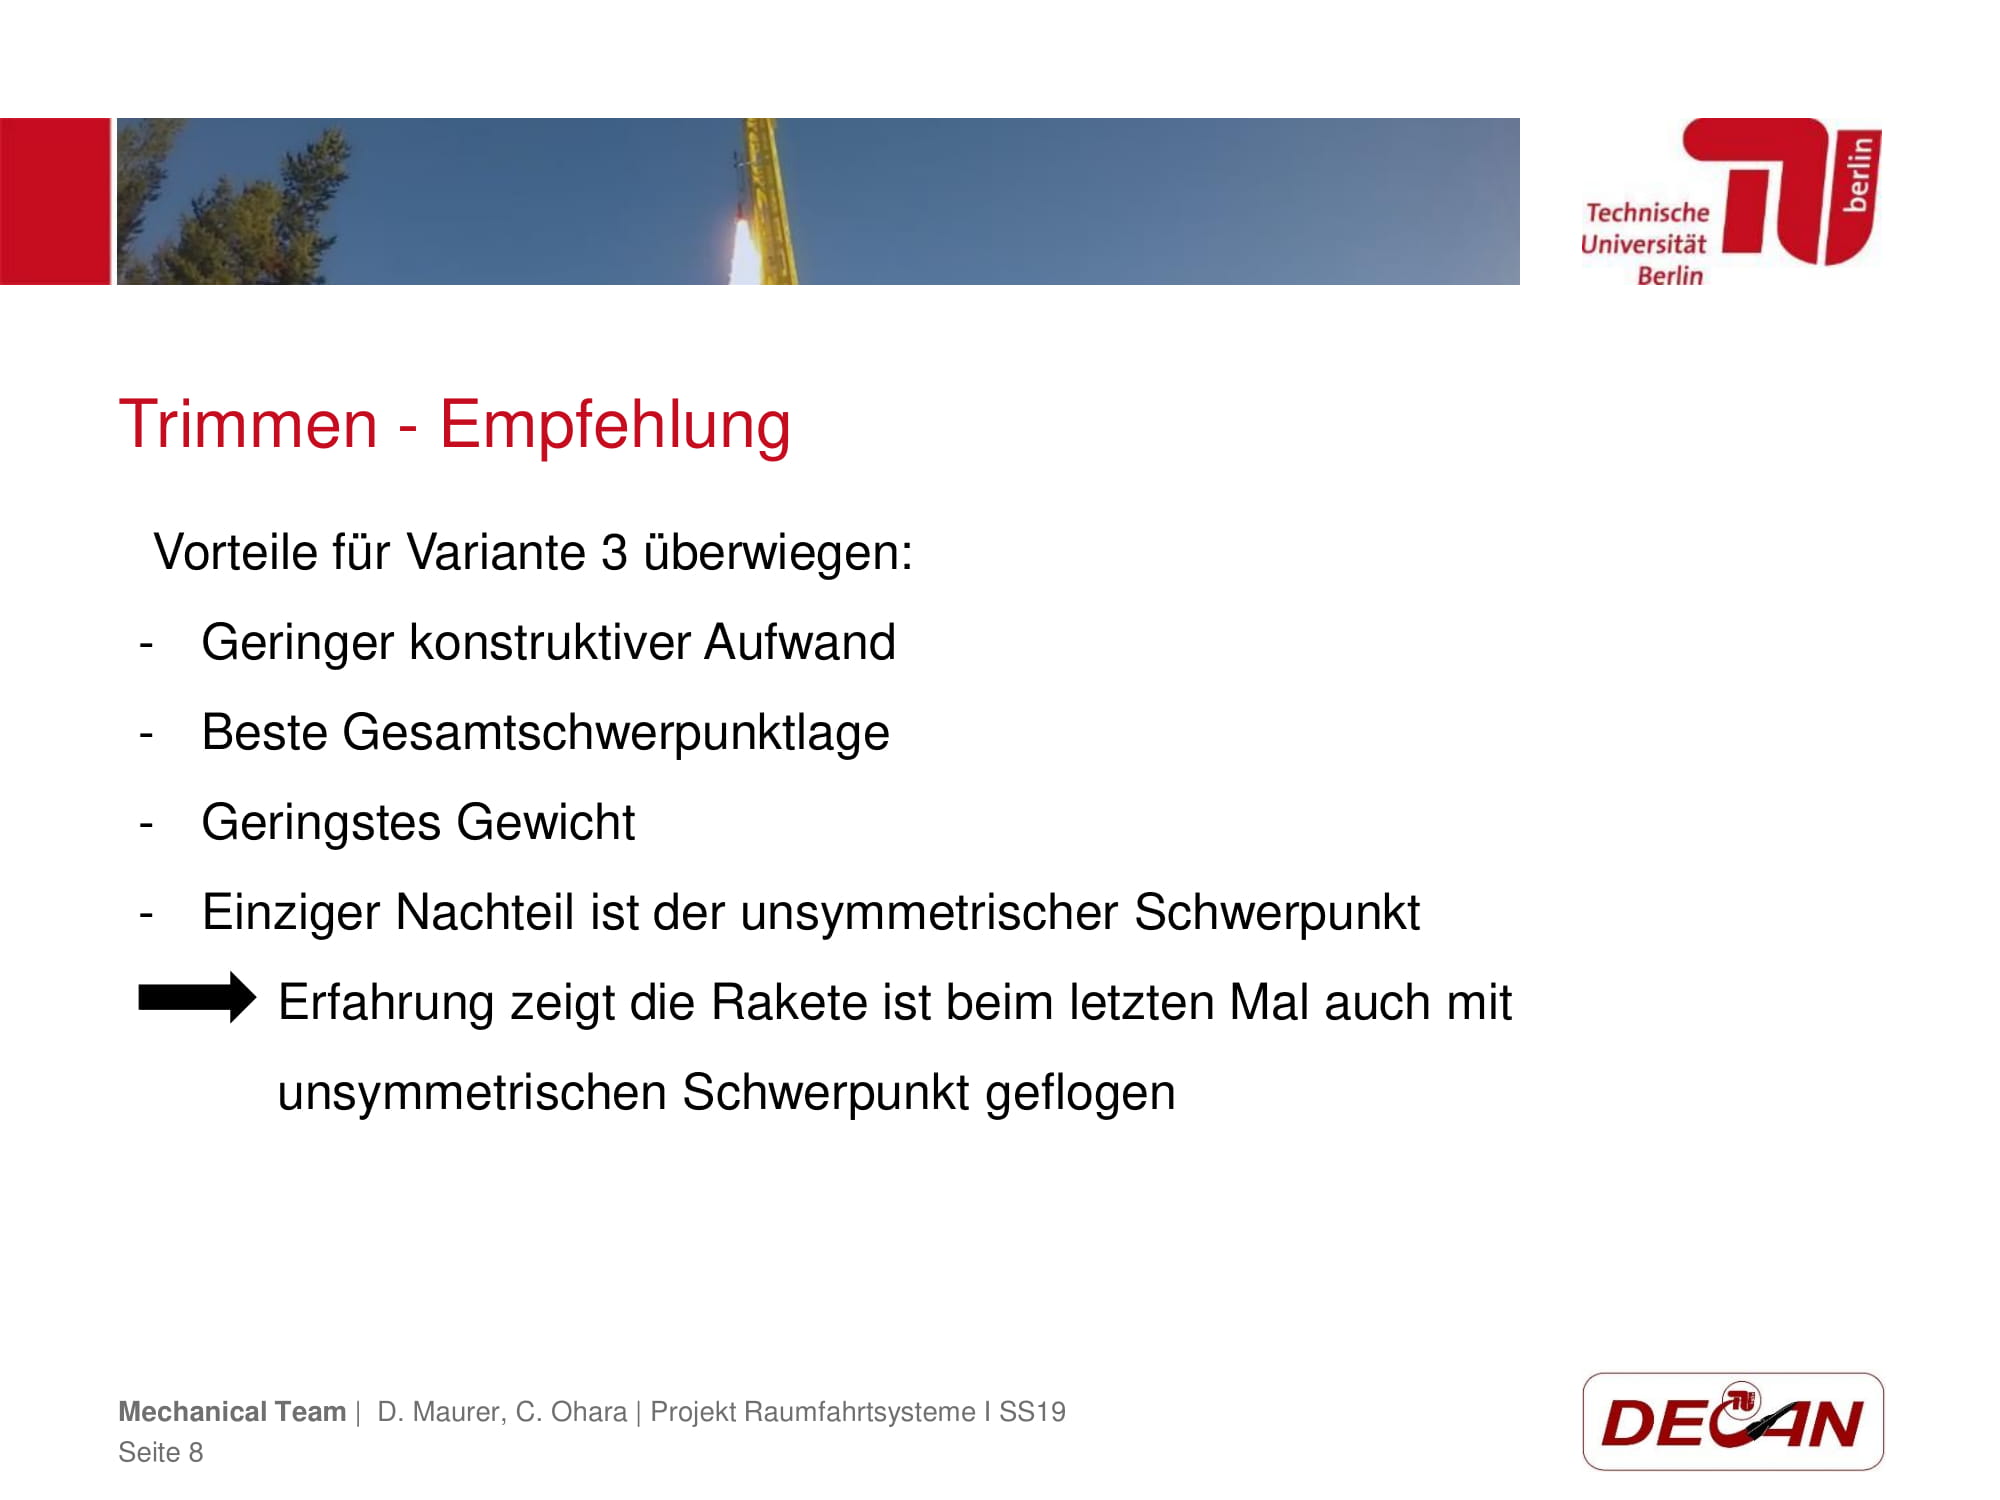 Technische
Universität
Berlin
berlin
Trimmen - Empfehlung
Vorteile für Variante 3 überwiegen:
- Geringer konstruktiver Aufwand
- Beste Gesamtschwerpunktlage
- Geringstes Gewicht
- Einziger Nachteil ist der unsymmetrischer Schwerpunkt
Erfahrung zeigt die Rakete ist beim letzten Mal auch mit
unsymmetrischen Schwerpunkt geflogen
Mechanical Team | D. Maurer, C. Ohara | Projekt Raumfahrtsysteme I SS19
Seite 8
DECAN